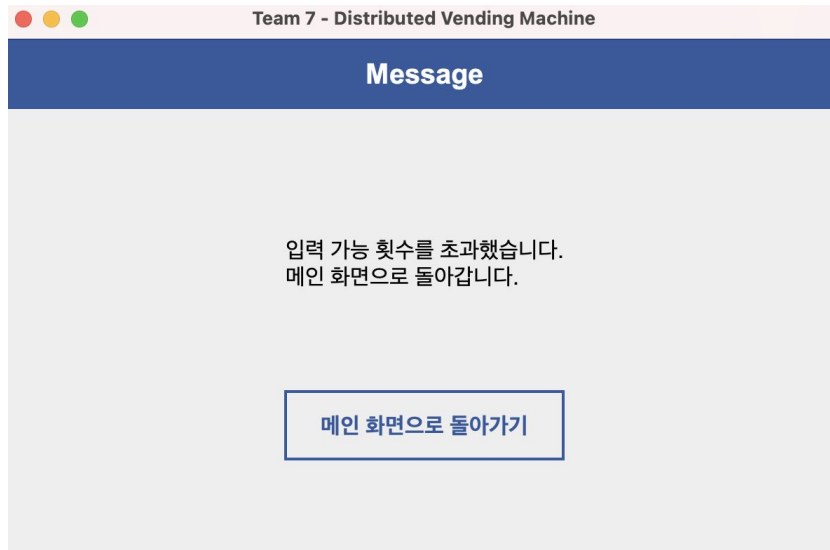 Team 7 - Distributed Vending Machine
Message
입력 가능 횟수를 초과했습니다.
메인 화면으로 돌아갑니다.
메인 화면으로 돌아가기